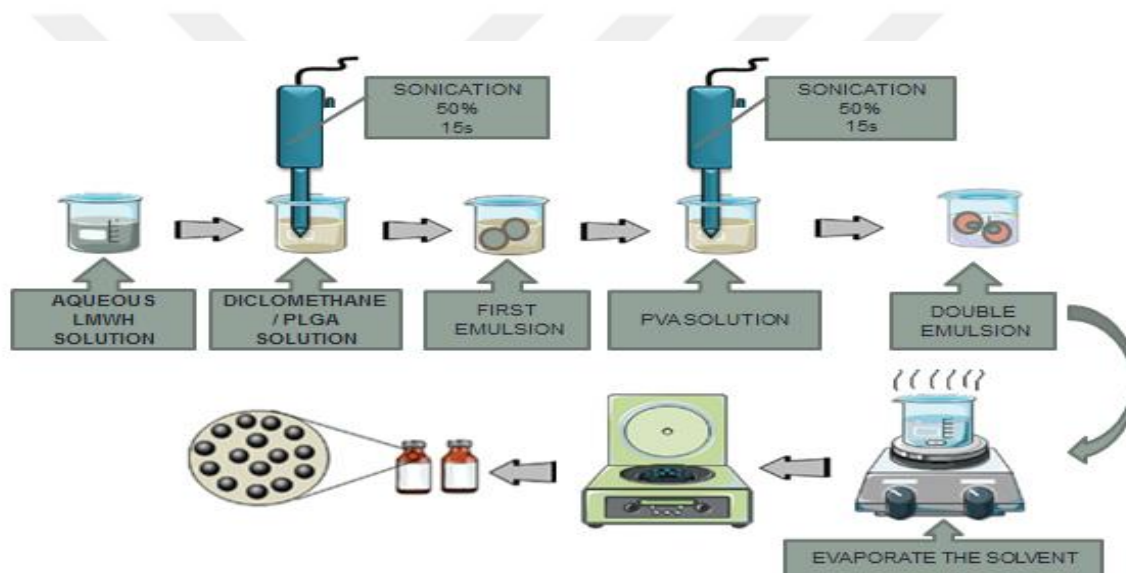 SONICATION
50%
15s
SONICATION
50%
15s
AQUEOUS
LMWH
SOLUTION
DICLOMETHANE
/ PLGA
SOLUTION
FIRST
EMULSION
PVA SOLUTION
DOUBLE
EMULSION
EVAPORATE THE SOLVENT